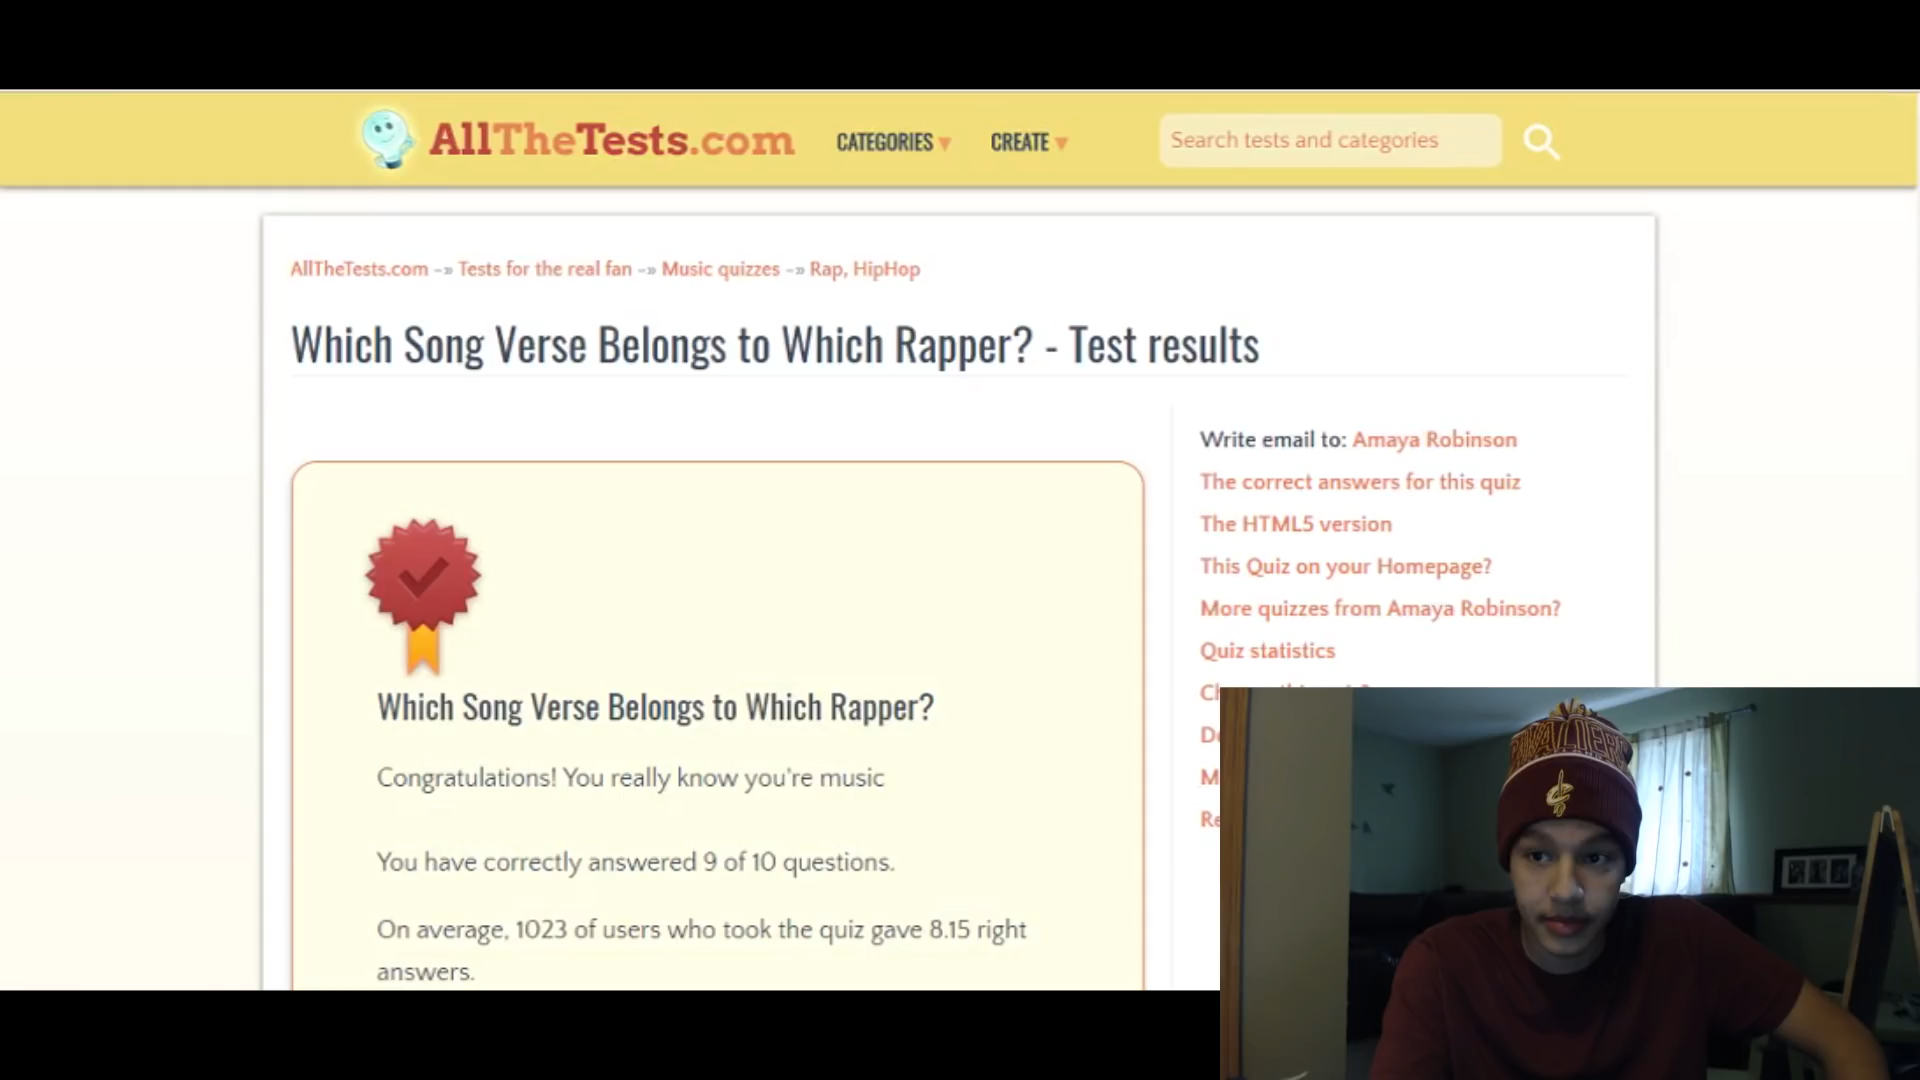 AllTheTests.com
CATEGORIES
CREATE
Search tests and categories
AllTheTests.com -» Tests for the real fan -» Music quizzes -» Rap, HipHop
Which Song Verse Belongs to Which Rapper? - Test results
Write email to: Amaya Robinson
The correct answers for this quiz
The HTML5 version
This Quiz on your Homepage?
More quizzes from Amaya Robinson?
Quiz statistics
Which Song Verse Belongs to Which Rapper?
Congratulations! You really know you're music
You have correctly answered 9 of 10 questions.
On average, 1023 of users who took the quiz gave 8.15 right
answers.